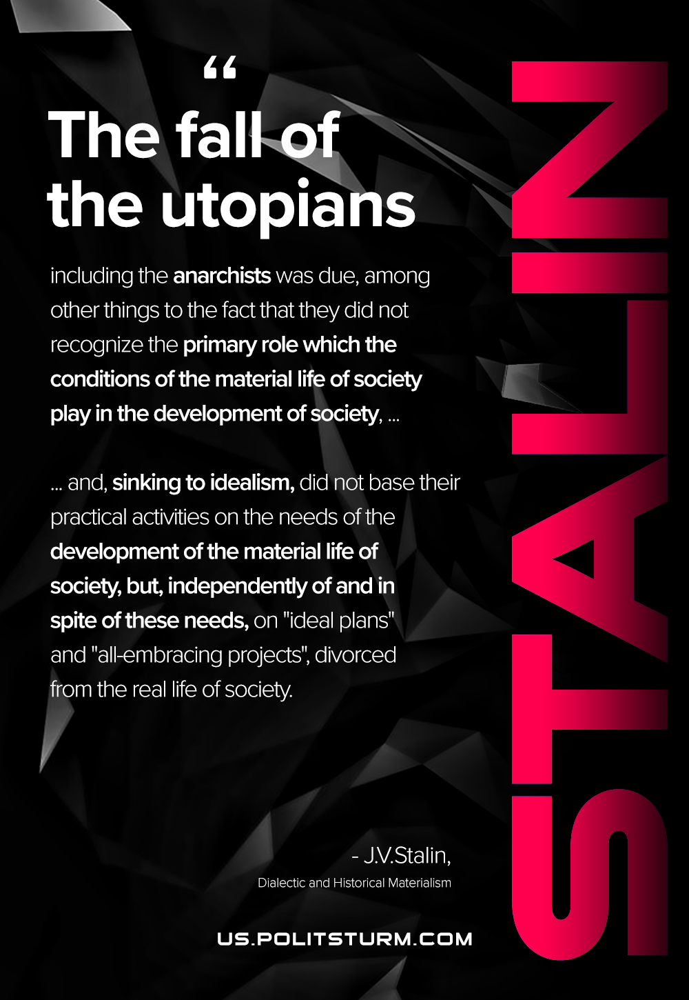 “
The fall of
the utopians
including the anarchists was due, among
other things to the fact that they did not
recognize the primary role which the
conditions of the material life of society
play in the development of society, ...
... and, sinking to idealism, did not base their
practical activities on the needs of the
development of the material life of
society, but, independently of and in
spite of these needs, on "ideal plans"
and "all-embracing projects", divorced
from the real life of society.
- J.V.Stalin,
Dialectic and Historical Materialism
US.POLITSTURM.COM
STALIN